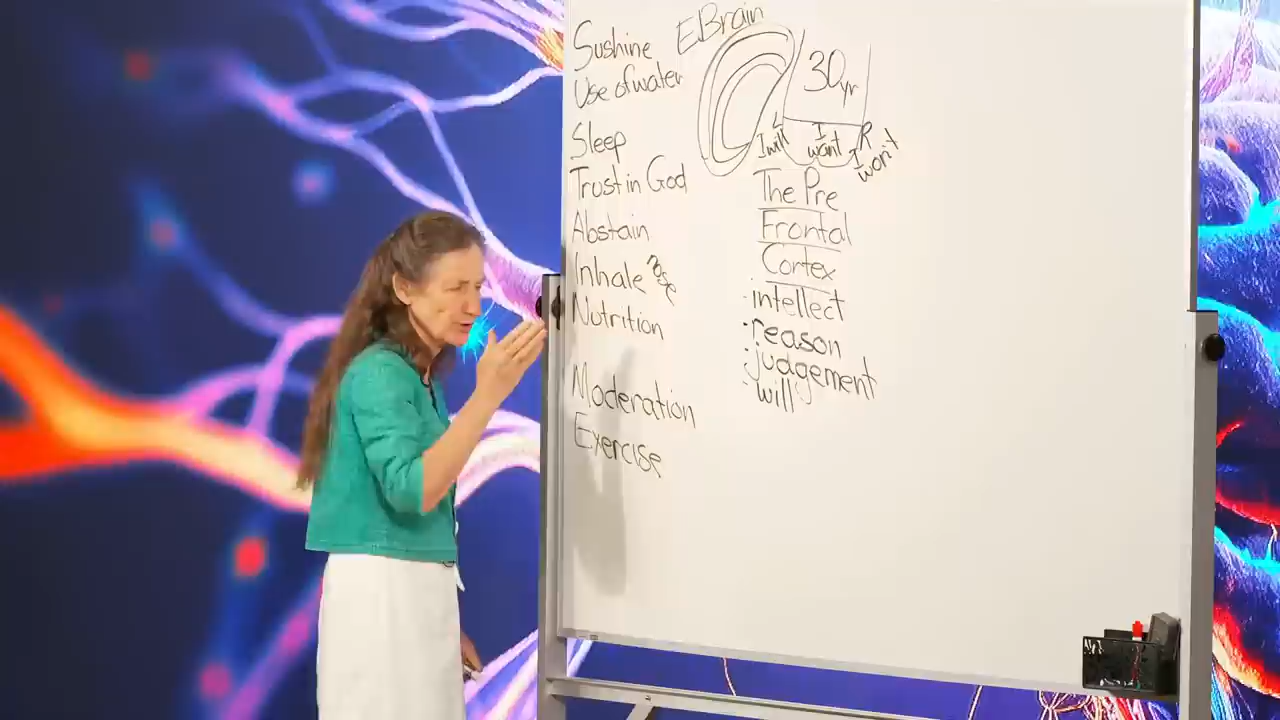 Sushine
Use of water
Sleep
Trust in God
Abstain
Inhale nose
Nutrition
Moderation
Exercise
EBrain
30yr
I will
I want
R
I won't
The Pre
Frontal
Cortex
· intellect
· reason
· judgement
· will